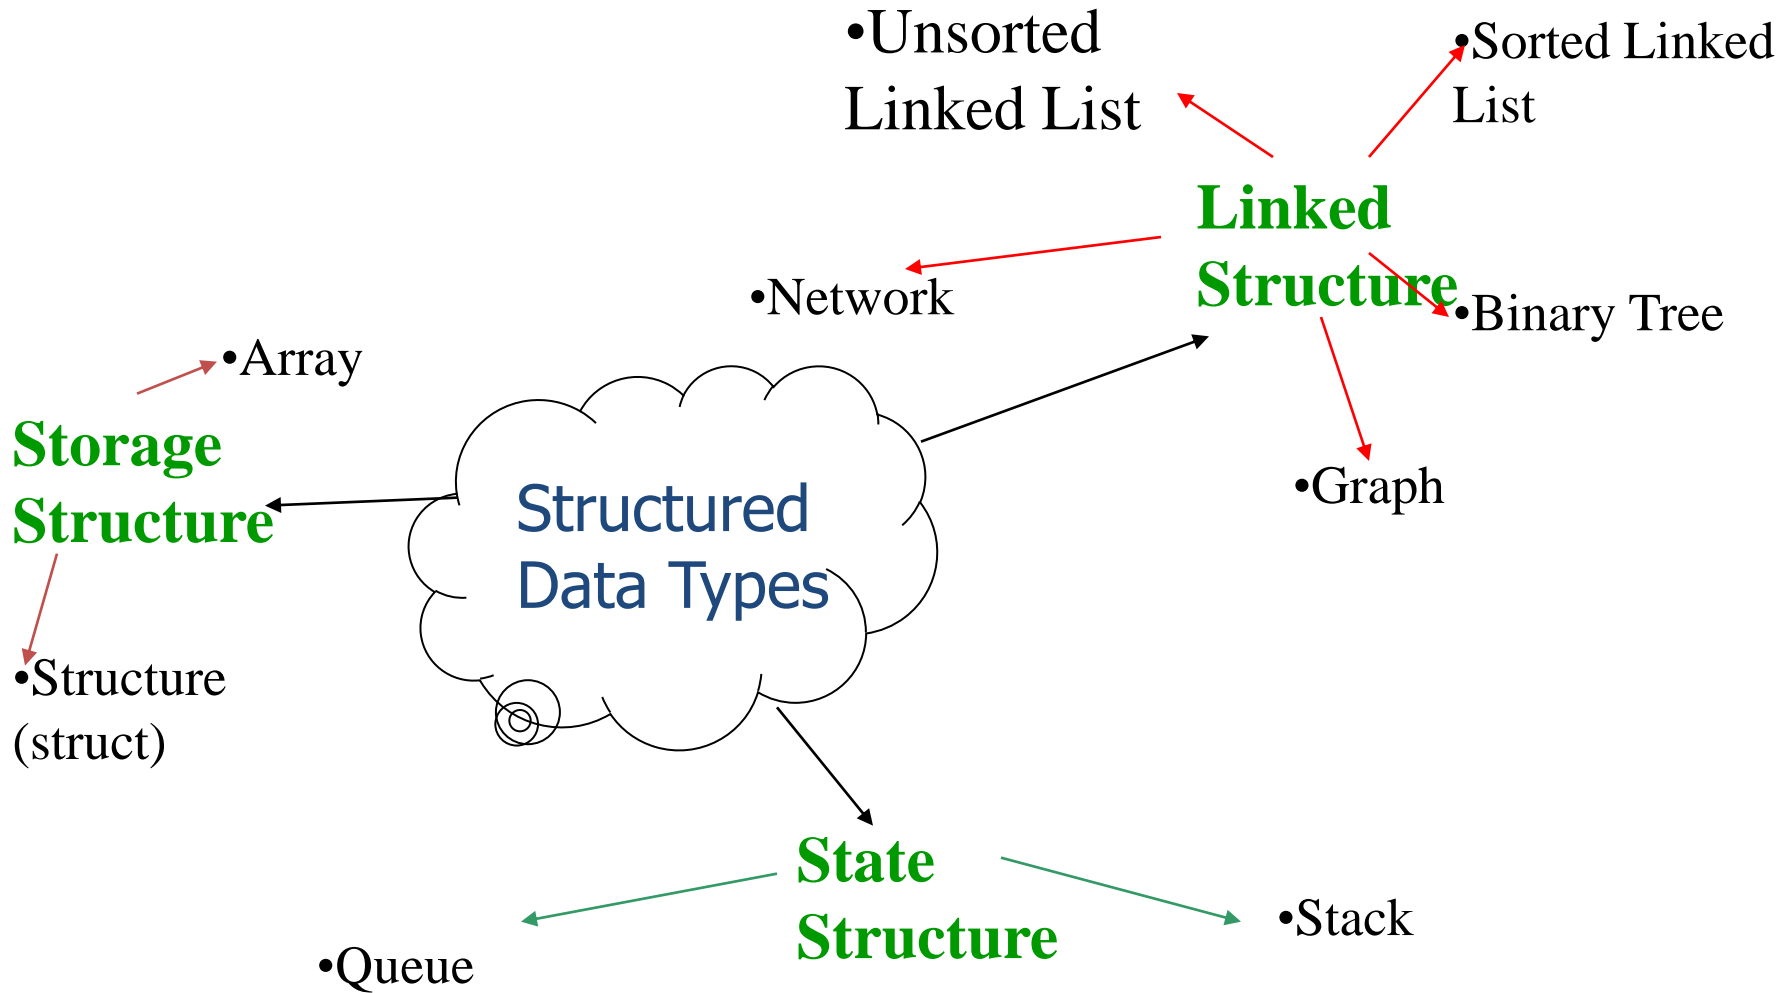 •Unsorted
Linked List
•Sorted Linked
List
Linked
Structure
•Network
•Binary Tree
•Array
•Graph
Storage
Structure
Structured
Data Types
•Structure
(struct)
State
Structure
•Stack
•Queue